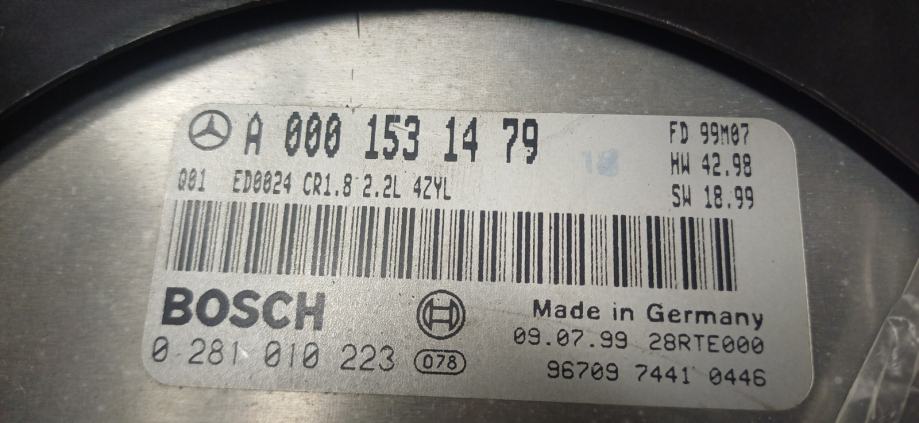 A 000 153 14 79
FD 99M07
HW 42.98
SW 18.99
Q01 ED0024 CR1.8 2.2L 4ZYL
BOSCH
Made in Germany
0 281 010 223 078
09.07.99 28RTE000
96709 7441 0446